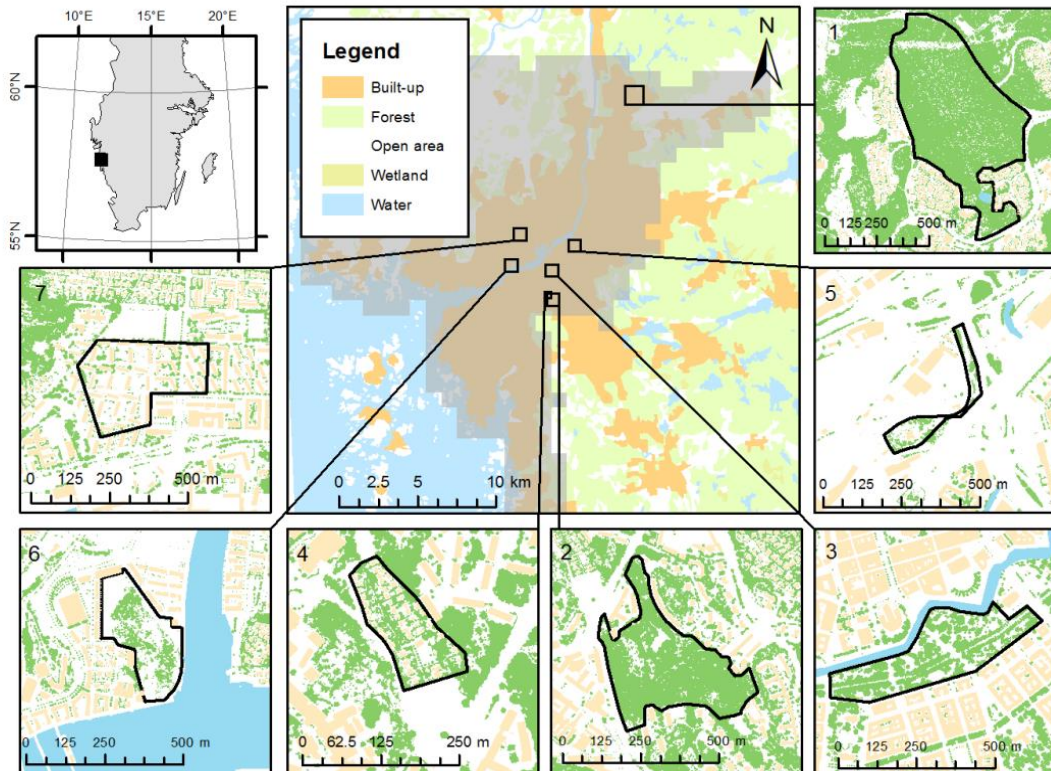 10°E 15°E 20°E
60°N
55°N
Legend
Built-up
Forest
Open area
Wetland
Water
N
0 2.5 5 10 km
1
0 125 250 500 m
7
0 125 250 500 m
5
0 125 250 500 m
6
0 125 250 500 m
4
0 62.5 125 250 m
2
0 125 250 500 m
3
0 125 250 500 m